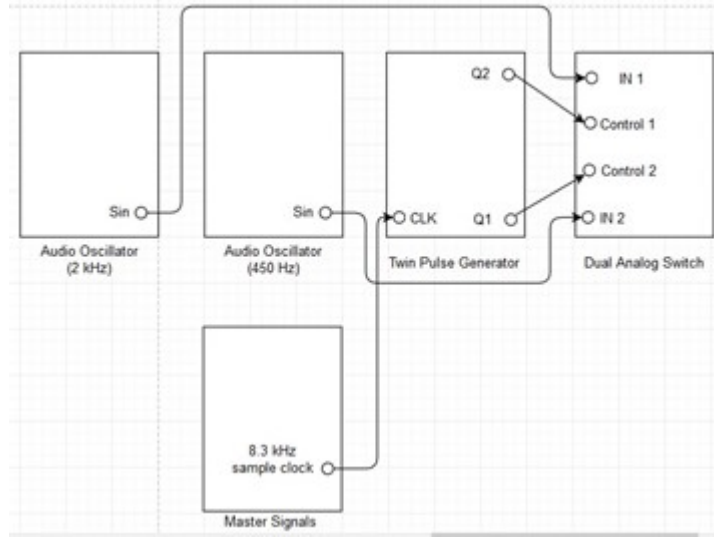 Q2
IN 1
Control 1
Control 2
Sin
Sin
CLK
Q1
IN 2
Audio Oscillator
(2 kHz)
Audio Oscillator
(450 Hz)
Twin Pulse Generator
Dual Analog Switch
8.3 kHz
sample clock
Master Signals